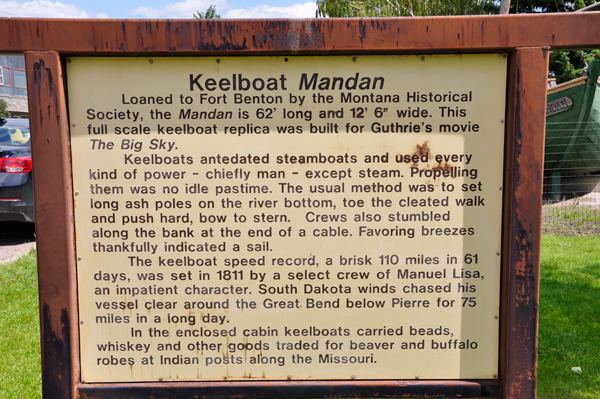 Keelboat Mandan
Loaned to Fort Benton by the Montana Historical
Society, the Mandan is 62' long and 12' 6" wide. This
full scale keelboat replica was built for Guthrie's movie
The Big Sky.
Keelboats antedated steamboats and used every
kind of power - chiefly man - except steam. Propelling
them was no idle pastime. The usual method was to set
long ash poles on the river bottom, toe the cleated walk
and push hard, bow to stern. Crews also stumbled
along the bank at the end of a cable. Favoring breezes
thankfully indicated a sail.
The keelboat speed record, a brisk 110 miles in 61
days, was set in 1811 by a select crew of Manuel Lisa,
an impatient character. South Dakota winds chased his
vessel clear around the Great Bend below Pierre for 75
miles in a long day.
In the enclosed cabin keelboats carried beads,
whiskey and other goods traded for beaver and buffalo
robes at Indian posts along the Missouri.